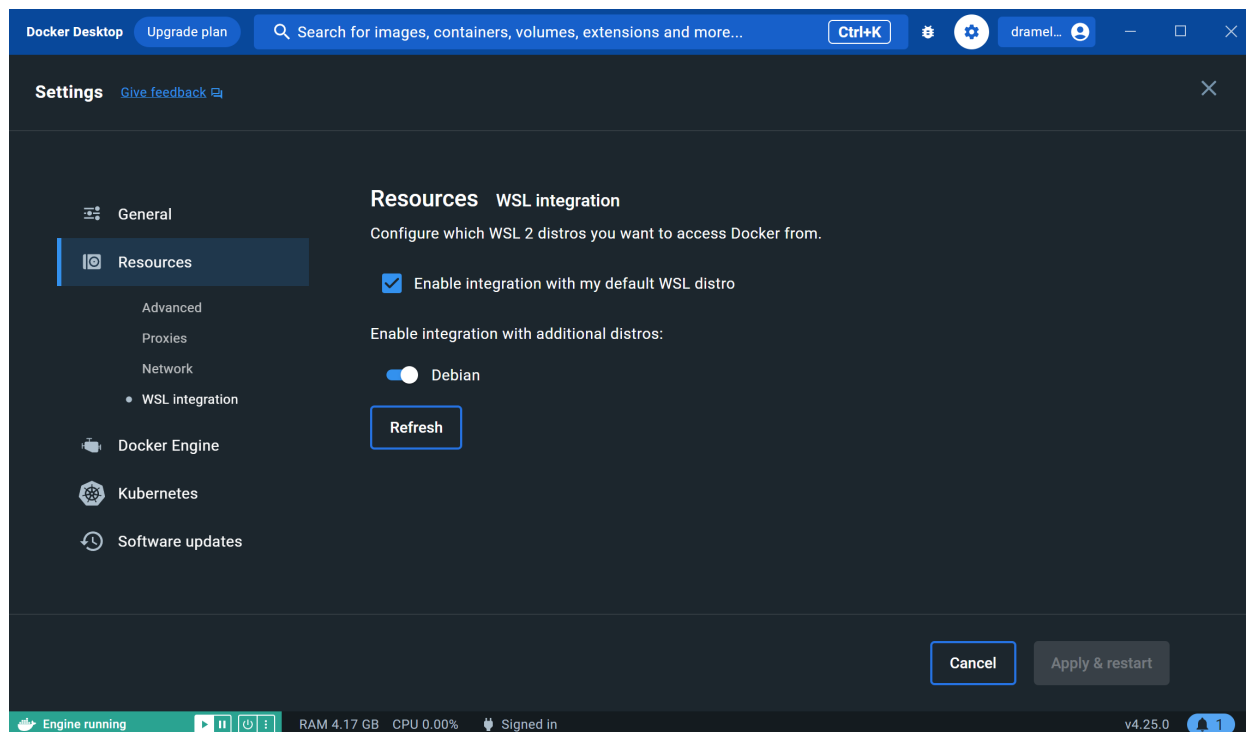 Docker Desktop Upgrade plan Search for images, containers, volumes, extensions and more... Ctrl+K dramel...
Settings Give feedback
General
Resources
Advanced
Proxies
Network
WSL integration
Docker Engine
Kubernetes
Software updates
Resources WSL integration
Configure which WSL 2 distros you want to access Docker from.
Enable integration with my default WSL distro
Enable integration with additional distros:
Debian
Refresh
Cancel Apply & restart
Engine running RAM 4.17 GB CPU 0.00% Signed in v4.25.0 1